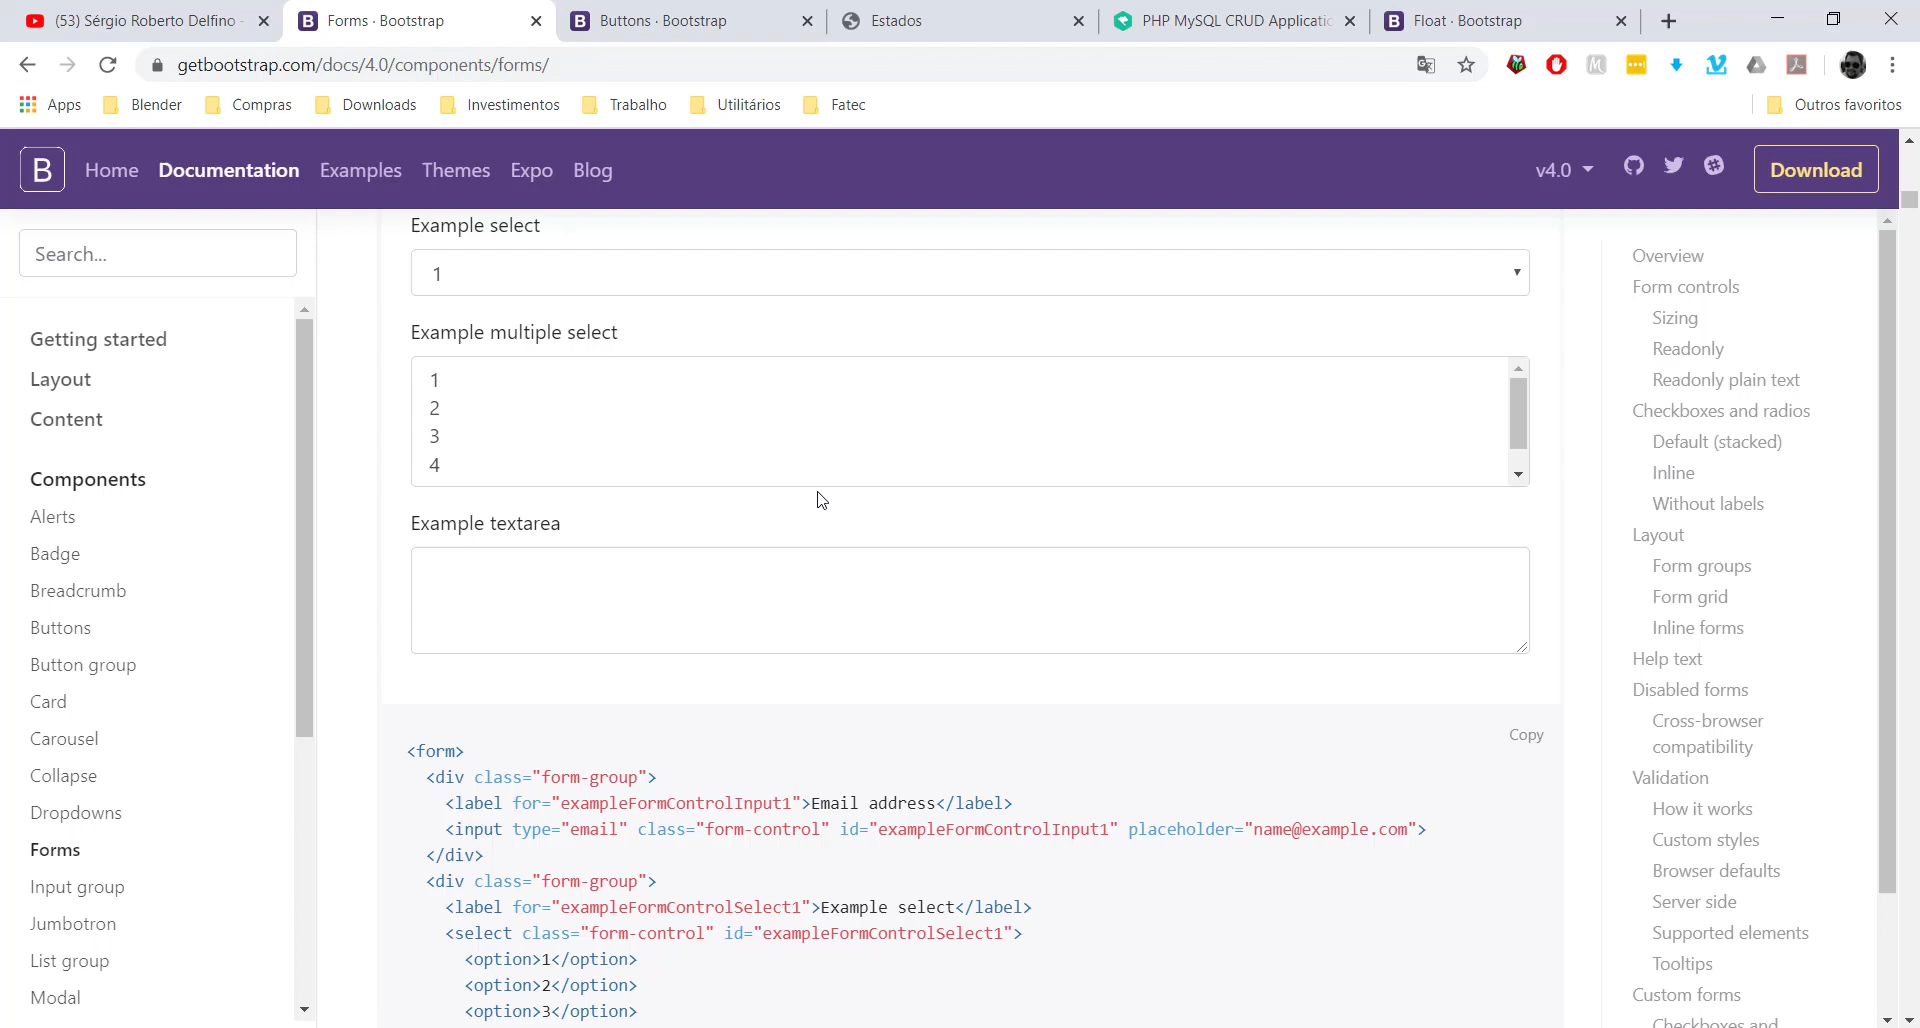 (53) Sérgio Roberto Delfino -
Forms · Bootstrap
Buttons · Bootstrap
Estados
PHP MySQL CRUD Applicatio
Float · Bootstrap
getbootstrap.com/docs/4.0/components/forms/
Apps
Blender
Compras
Downloads
Investimentos
Trabalho
Utilitários
Fatec
Outros favoritos
B Home Documentation Examples Themes Expo Blog v4.0 Download
Search...
Getting started
Layout
Content
Components
Alerts
Badge
Breadcrumb
Buttons
Button group
Card
Carousel
Collapse
Dropdowns
Forms
Input group
Jumbotron
List group
Modal
Example select
1
Example multiple select
1
2
3
4
Example textarea
Copy
<form>
<div class="form-group">
<label for="exampleFormControlInput1">Email address</label>
<input type="email" class="form-control" id="exampleFormControlInput1" placeholder="name@example.com">
</div>
<div class="form-group">
<label for="exampleFormControlSelect1">Example select</label>
<select class="form-control" id="exampleFormControlSelect1">
<option>1</option>
<option>2</option>
<option>3</option>
Overview
Form controls
Sizing
Readonly
Readonly plain text
Checkboxes and radios
Default (stacked)
Inline
Without labels
Layout
Form groups
Form grid
Inline forms
Help text
Disabled forms
Cross-browser
compatibility
Validation
How it works
Custom styles
Browser defaults
Server side
Supported elements
Tooltips
Custom forms
Checkboxes and